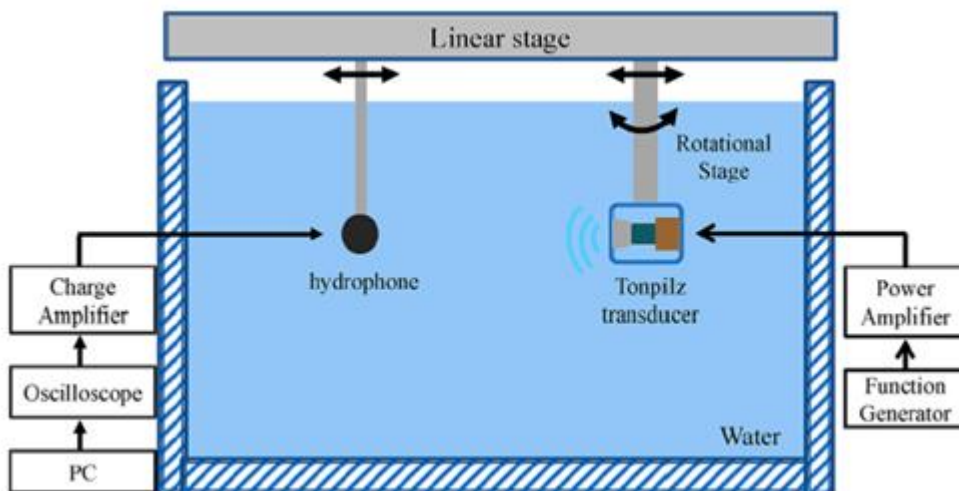 Linear stage
Rotational
Stage
hydrophone
Tonpilz
transducer
Charge
Amplifier
Oscilloscope
PC
Power
Amplifier
Function
Generator
Water